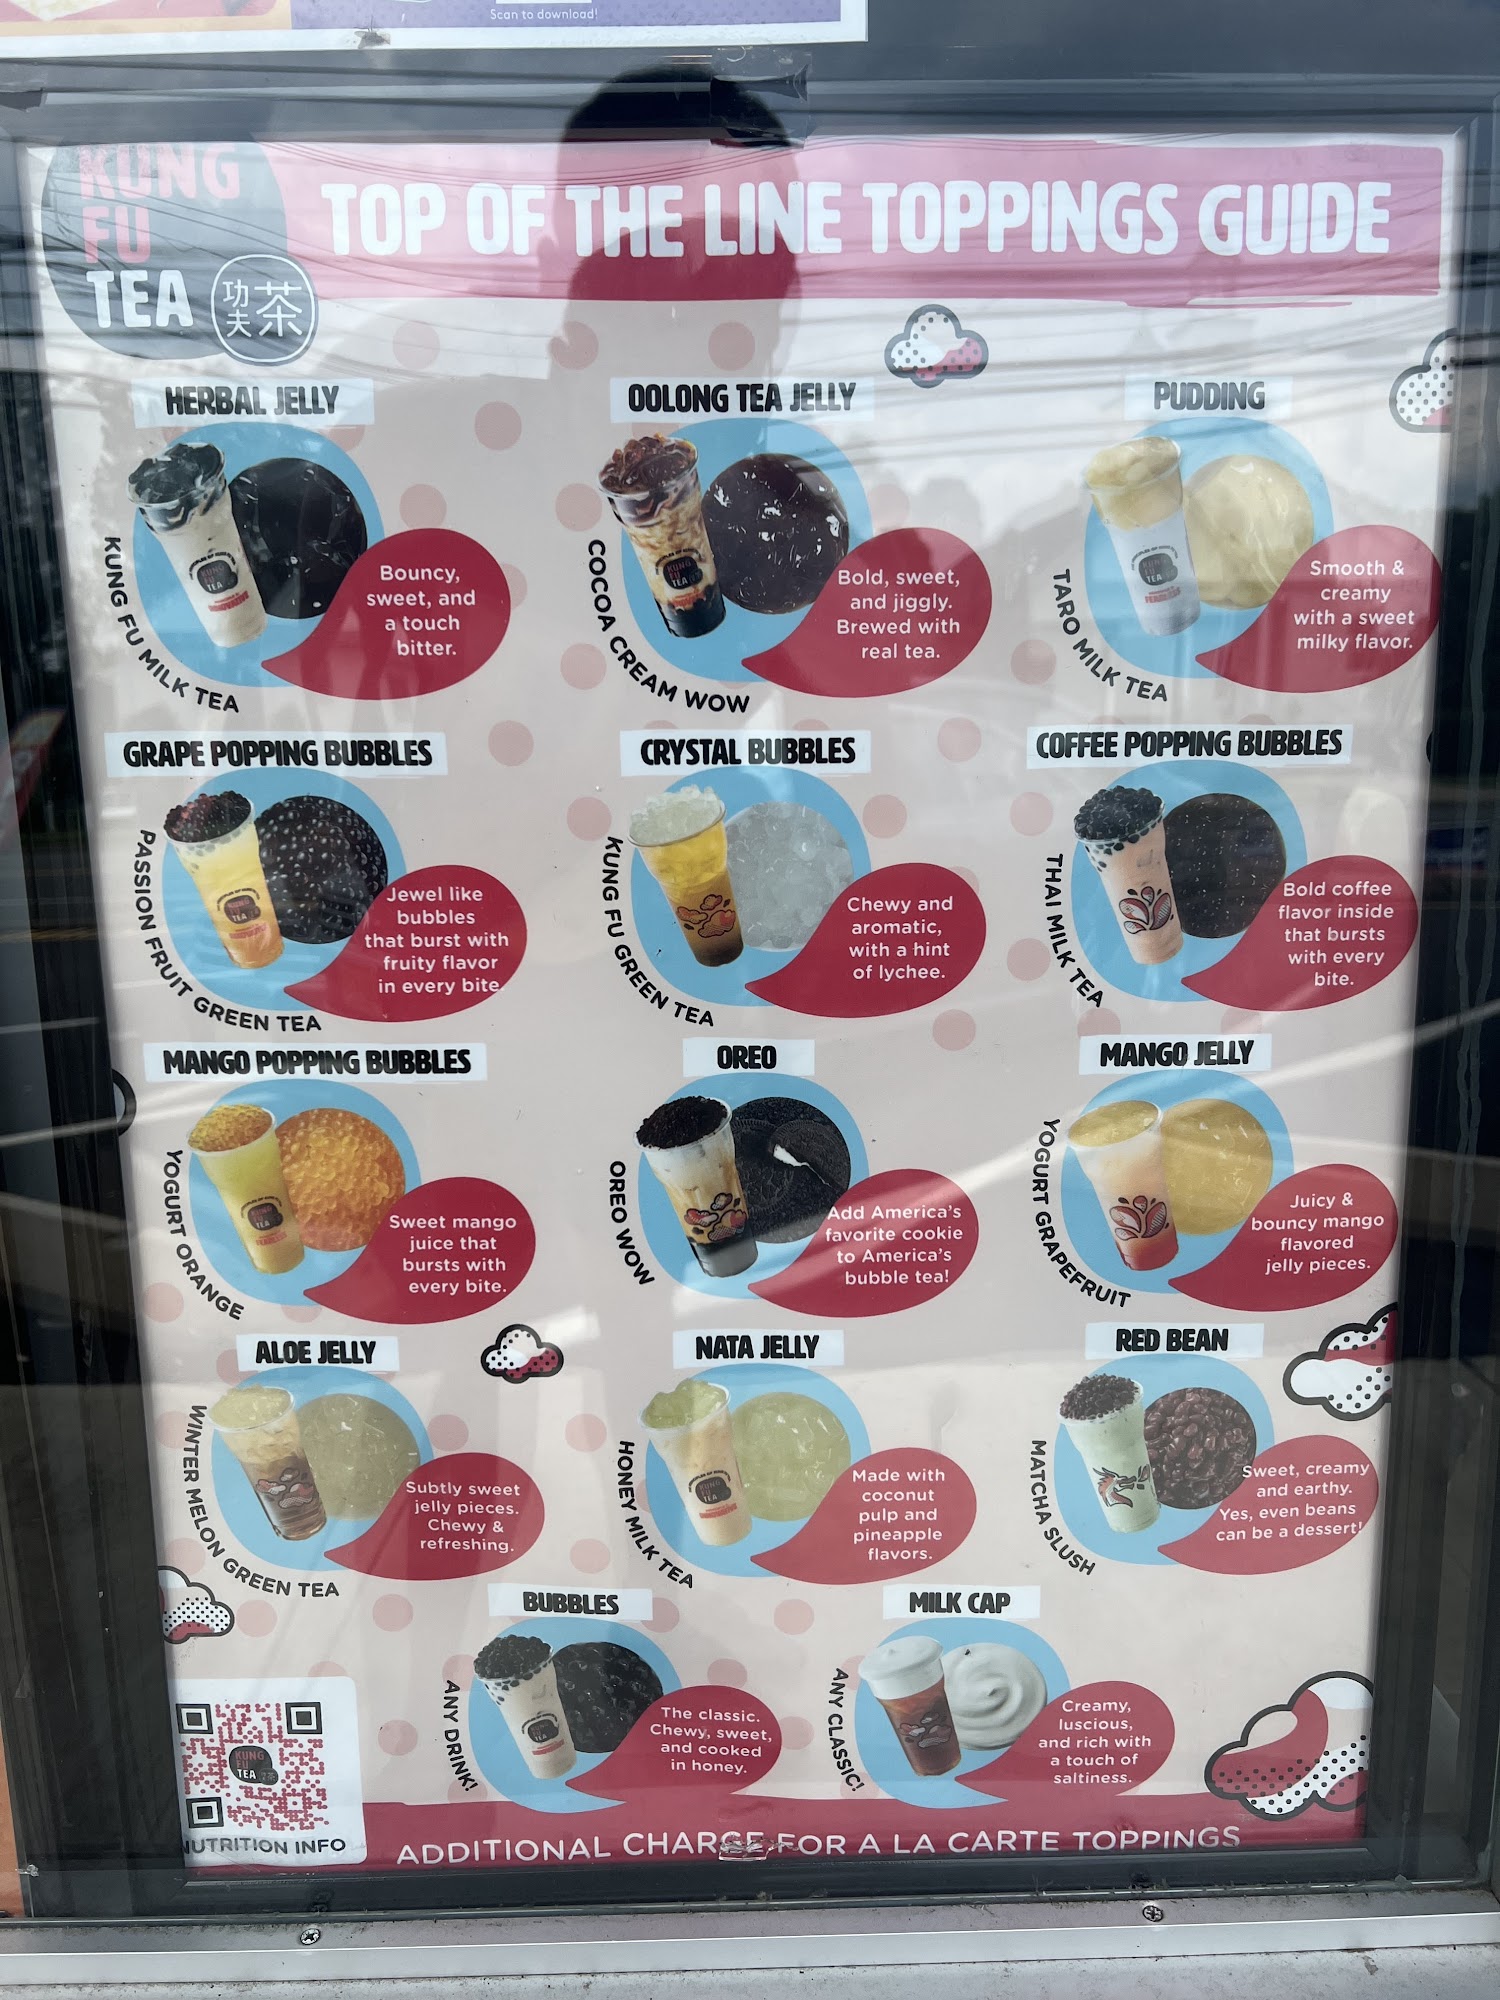 Scan to download!
KUNG
FU
TEA
功夫茶
TOP OF THE LINE TOPPINGS GUIDE
HERBAL JELLY
KUNG FU MILK TEA
Bouncy,
sweet, and
a touch
bitter.
OOLONG TEA JELLY
COCOA CREAM WOW
Bold, sweet,
and jiggly.
Brewed with
real tea.
PUDDING
TARO MILK TEA
Smooth &
creamy
with a sweet
milky flavor.
GRAPE POPPING BUBBLES
PASSION FRUIT GREEN TEA
Jewel like
bubbles
that burst with
fruity flavor
in every bite
CRYSTAL BUBBLES
KUNG FU GREEN TEA
Chewy and
aromatic,
with a hint
of lychee.
COFFEE POPPING BUBBLES
THAI MILK TEA
Bold coffee
flavor inside
that bursts
with every
bite.
MANGO POPPING BUBBLES
YOGURT ORANGE
Sweet mango
juice that
bursts with
every bite.
OREO
OREO WOW
Add America's
favorite cookie
to America's
bubble tea!
MANGO JELLY
YOGURT GRAPEFRUIT
Juicy &
bouncy mango
flavored
jelly pieces.
ALOE JELLY
WINTER MELON GREEN TEA
Subtly sweet
jelly pieces.
Chewy &
refreshing.
NATA JELLY
HONEY MILK TEA
Made with
coconut
pulp and
pineapple
flavors.
RED BEAN
MATCHA SLUSH
Sweet, creamy
and earthy.
Yes, even beans
can be a dessert!
BUBBLES
ANY DRINK!
The classic.
Chewy, sweet,
and cooked
in honey.
MILK CAP
ANY CLASSIC!
Creamy,
luscious,
and rich with
a touch of
saltiness.
KUNG
FU
TEA
NUTRITION INFO
ADDITIONAL CHARGE FOR A LA CARTE TOPPINGS